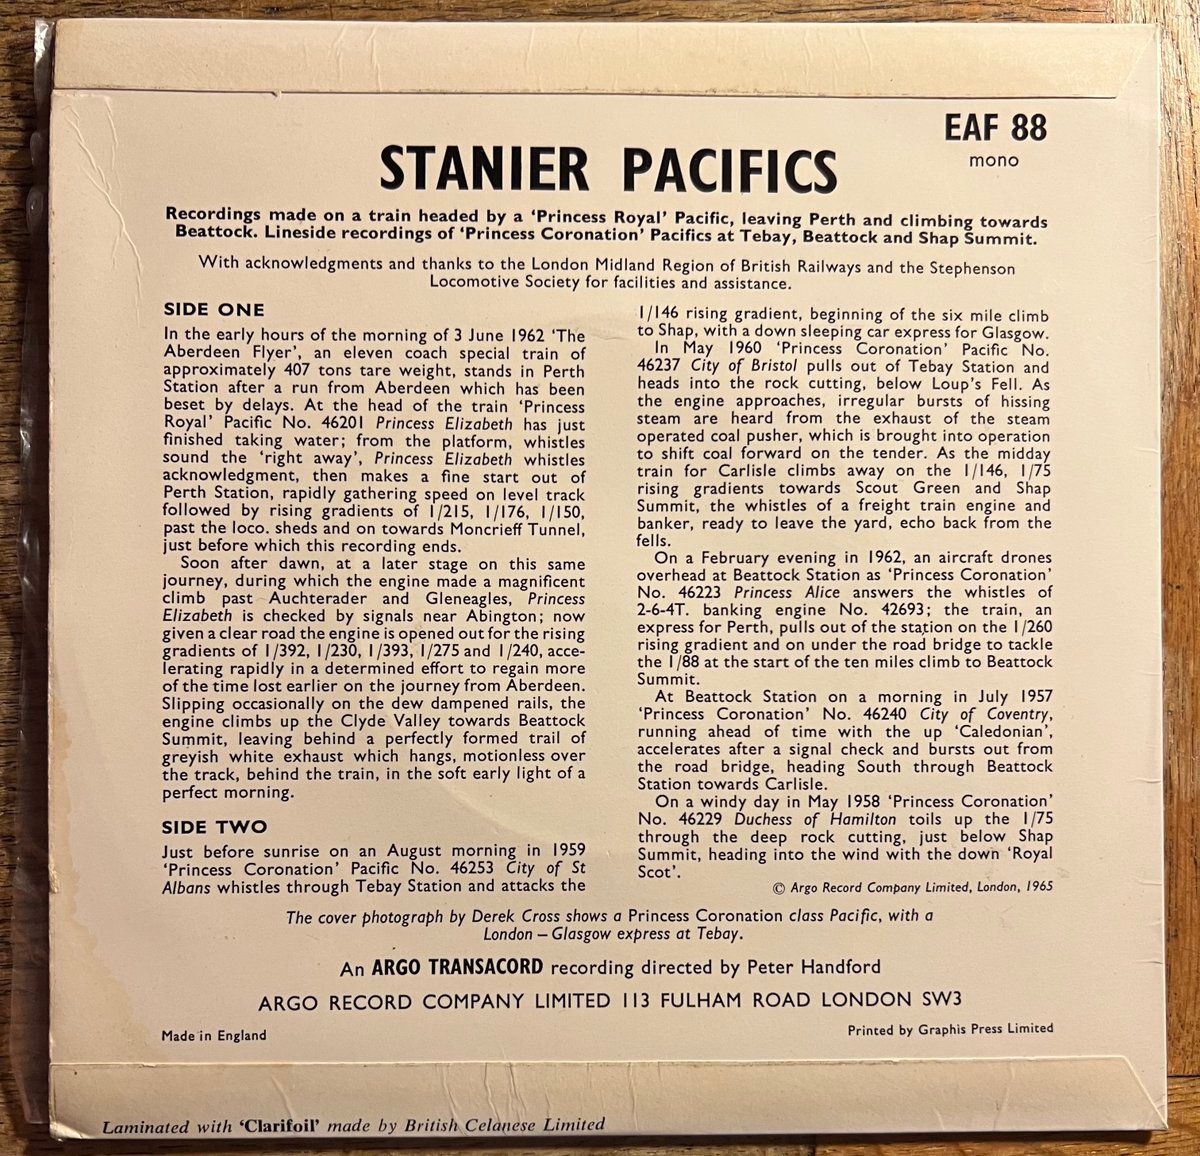 EAF 88
mono
STANIER PACIFICS
Recordings made on a train headed by a ‘Princess Royal’ Pacific, leaving Perth and climbing towards
Beattock. Lineside recordings of ‘Princess Coronation’ Pacifics at Tebay, Beattock and Shap Summit.
With acknowledgments and thanks to the London Midland Region of British Railways and the Stephenson
Locomotive Society for facilities and assistance.
SIDE ONE
In the early hours of the morning of 3 June 1962 ‘The
Aberdeen Flyer’, an eleven coach special train of
approximately 407 tons tare weight, stands in Perth
Station after a run from Aberdeen which has been
beset by delays. At the head of the train ‘Princess
Royal’ Pacific No. 46201 Princess Elizabeth has just
finished taking water; from the platform, whistles
sound the ‘right away’, Princess Elizabeth whistles
acknowledgment, then makes a fine start out of
Perth Station, rapidly gathering speed on level track
followed by rising gradients of 1/215, 1/176, 1/150,
past the loco. sheds and on towards Moncrieff Tunnel,
just before which this recording ends.
Soon after dawn, at a later stage on this same
journey, during which the engine made a magnificent
climb past Auchterader and Gleneagles, Princess
Elizabeth is checked by signals near Abington; now
given a clear road the engine is opened out for the rising
gradients of 1/392, 1/230, 1/393, 1/275 and 1/240, acce-
lerating rapidly in a determined effort to regain more
of the time lost earlier on the journey from Aberdeen.
Slipping occasionally on the dew dampened rails, the
engine climbs up the Clyde Valley towards Beattock
Summit, leaving behind a perfectly formed trail of
greyish white exhaust which hangs, motionless over
the track, behind the train, in the soft early light of a
perfect morning.
SIDE TWO
Just before sunrise on an August morning in 1959
‘Princess Coronation’ Pacific No. 46253 City of St
Albans whistles through Tebay Station and attacks the
1/146 rising gradient, beginning of the six mile climb
to Shap, with a down sleeping car express for Glasgow.
In May 1960 ‘Princess Coronation’ Pacific No.
46237 City of Bristol pulls out of Tebay Station and
heads into the rock cutting, below Loup’s Fell. As
the engine approaches, irregular bursts of hissing
steam are heard from the exhaust of the steam
operated coal pusher, which is brought into operation
to shift coal forward on the tender. As the midday
train for Carlisle climbs away on the 1/146, 1/75
rising gradients towards Scout Green and Shap
Summit, the whistles of a freight train engine and
banker, ready to leave the yard, echo back from the
fells.
On a February evening in 1962, an aircraft drones
overhead at Beattock Station as ‘Princess Coronation’
No. 46223 Princess Alice answers the whistles of
2-6-4T. banking engine No. 42693; the train, an
express for Perth, pulls out of the station on the 1/260
rising gradient and on under the road bridge to tackle
the 1/88 at the start of the ten miles climb to Beattock
Summit.
At Beattock Station on a morning in July 1957
‘Princess Coronation’ No. 46240 City of Coventry,
running ahead of time with the up ‘Caledonian’,
accelerates after a signal check and bursts out from
the road bridge, heading South through Beattock
Station towards Carlisle.
On a windy day in May 1958 ‘Princess Coronation’
No. 46229 Duchess of Hamilton toils up the 1/75
through the deep rock cutting, just below Shap
Summit, heading into the wind with the down ‘Royal
Scot’.
© Argo Record Company Limited, London, 1965
The cover photograph by Derek Cross shows a Princess Coronation class Pacific, with a
London – Glasgow express at Tebay.
An ARGO TRANSACORD recording directed by Peter Handford
ARGO RECORD COMPANY LIMITED 113 FULHAM ROAD LONDON SW3
Made in England
Printed by Graphis Press Limited
Laminated with ‘Clarifoil’ made by British Celanese Limited